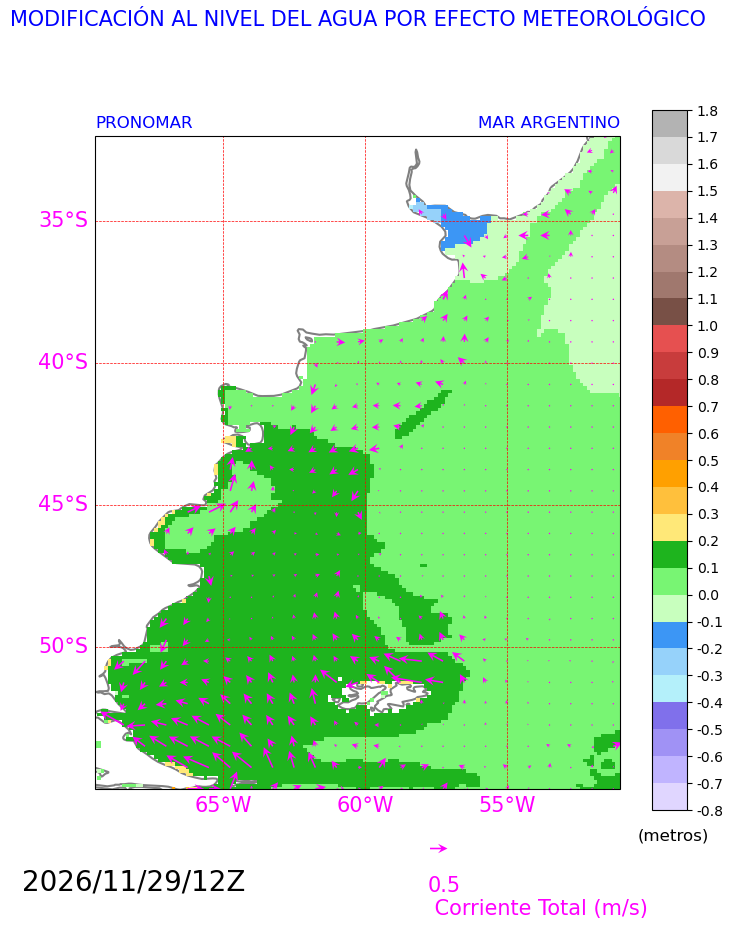 MODIFICACIÓN AL NIVEL DEL AGUA POR EFECTO METEOROLÓGICO
PRONOMAR
MAR ARGENTINO
35°S
40°S
45°S
50°S
65°W
60°W
55°W
1.8
1.7
1.6
1.5
1.4
1.3
1.2
1.1
1.0
0.9
0.8
0.7
0.6
0.5
0.4
0.3
0.2
0.1
0.0
-0.1
-0.2
-0.3
-0.4
-0.5
-0.6
-0.7
-0.8
(metros)
2026/11/29/12Z
0.5
Corriente Total (m/s)